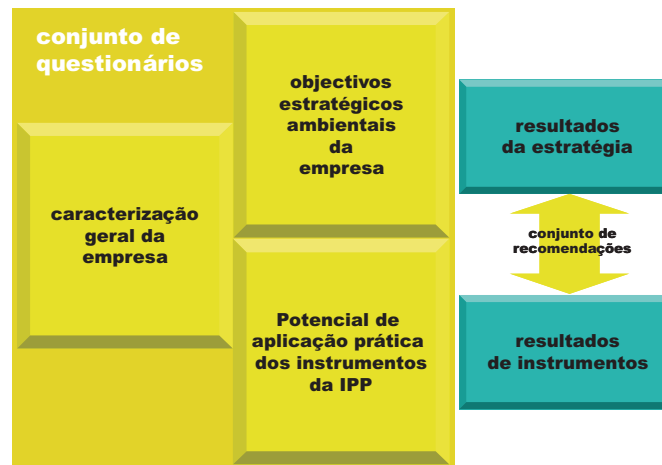 conjunto de
questionários
caracterização
geral da
empresa
objectivos
estratégicos
ambientais
da
empresa
Potencial de
aplicação prática
dos instrumentos
da IPP
resultados
da estratégia
conjunto de
recomendações
resultados
de instrumentos